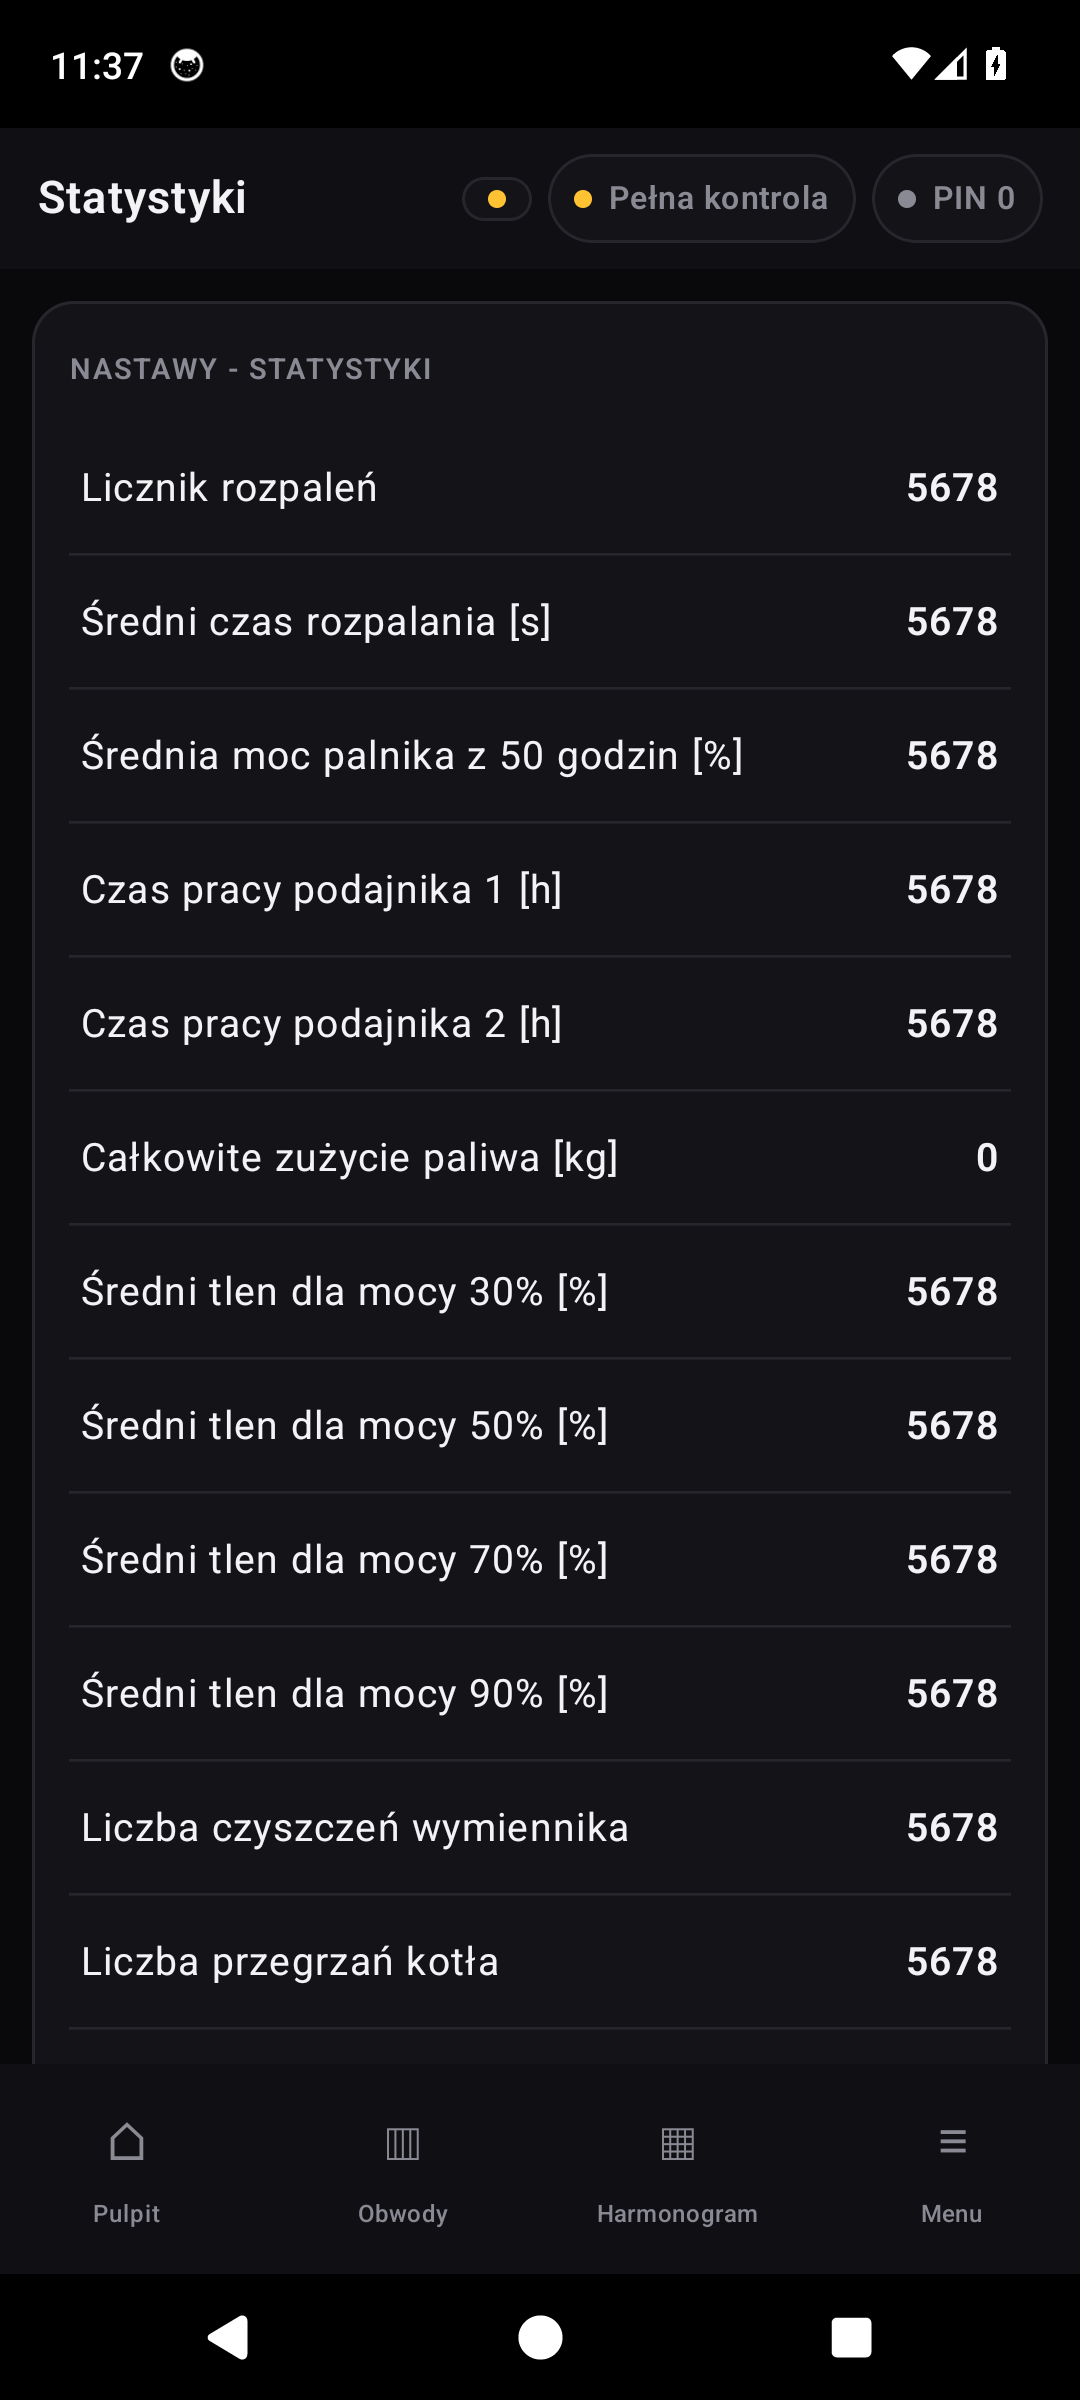 11:37
Statystyki
Pełna kontrola
PIN 0
NASTAWY - STATYSTYKI
Licznik rozpaleń 5678
Średni czas rozpalania [s] 5678
Średnia moc palnika z 50 godzin [%] 5678
Czas pracy podajnika 1 [h] 5678
Czas pracy podajnika 2 [h] 5678
Całkowite zużycie paliwa [kg] 0
Średni tlen dla mocy 30% [%] 5678
Średni tlen dla mocy 50% [%] 5678
Średni tlen dla mocy 70% [%] 5678
Średni tlen dla mocy 90% [%] 5678
Liczba czyszczeń wymiennika 5678
Liczba przegrzań kotła 5678
Pulpit
Obwody
Harmonogram
Menu